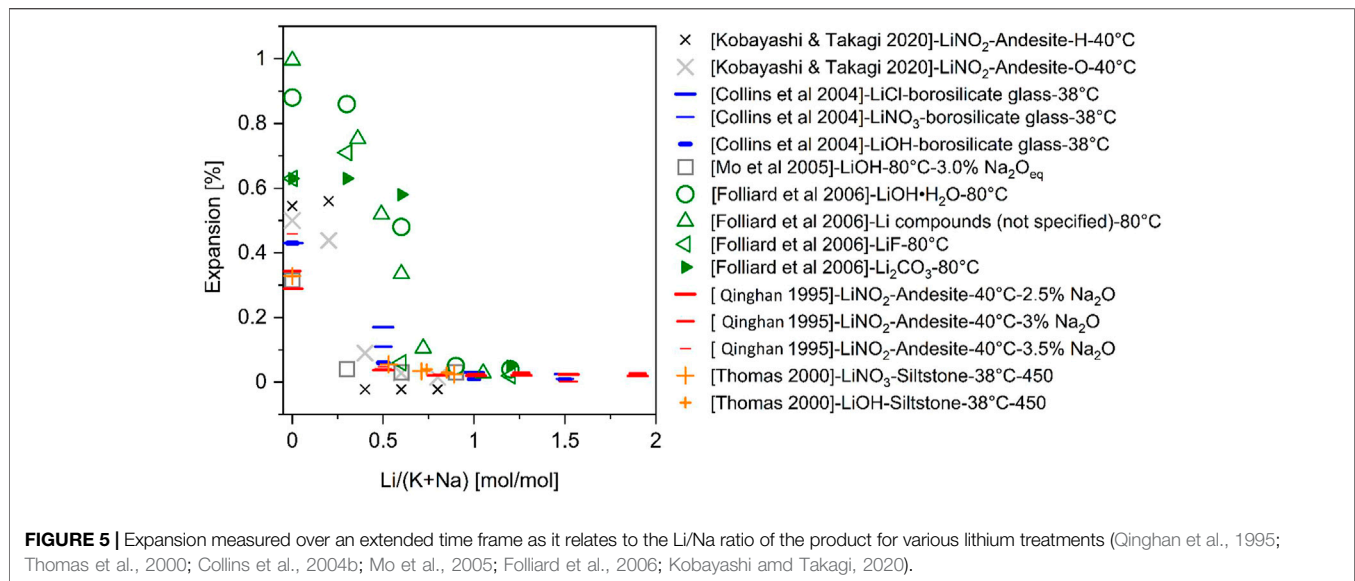 1
0.8
0.6
0.4
0.2
0
Expansion [%]
0 0.5 1 1.5 2
Li/(K+Na) [mol/mol]
[Kobayashi & Takagi 2020]-LiNO₂-Andesite-H-40°C
[Kobayashi & Takagi 2020]-LiNO₂-Andesite-O-40°C
[Collins et al 2004]-LiCl-borosilicate glass-38°C
[Collins et al 2004]-LiNO₃-borosilicate glass-38°C
[Collins et al 2004]-LiOH-borosilicate glass-38°C
[Mo et al 2005]-LiOH-80°C-3.0% Na₂Oeq
[Folliard et al 2006]-LiOH•H₂O-80°C
[Folliard et al 2006]-Li compounds (not specified)-80°C
[Folliard et al 2006]-LiF-80°C
[Folliard et al 2006]-Li₂CO₃-80°C
[ Qinghan 1995]-LiNO₂-Andesite-40°C-2.5% Na₂O
[ Qinghan 1995]-LiNO₂-Andesite-40°C-3% Na₂O
[ Qinghan 1995]-LiNO₂-Andesite-40°C-3.5% Na₂O
[Thomas 2000]-LiNO₃-Siltstone-38°C-450
[Thomas 2000]-LiOH-Siltstone-38°C-450
FIGURE 5 | Expansion measured over an extended time frame as it relates to the Li/Na ratio of the product for various lithium treatments (Qinghan et al., 1995;
Thomas et al., 2000; Collins et al., 2004b; Mo et al., 2005; Folliard et al., 2006; Kobayashi amd Takagi, 2020).